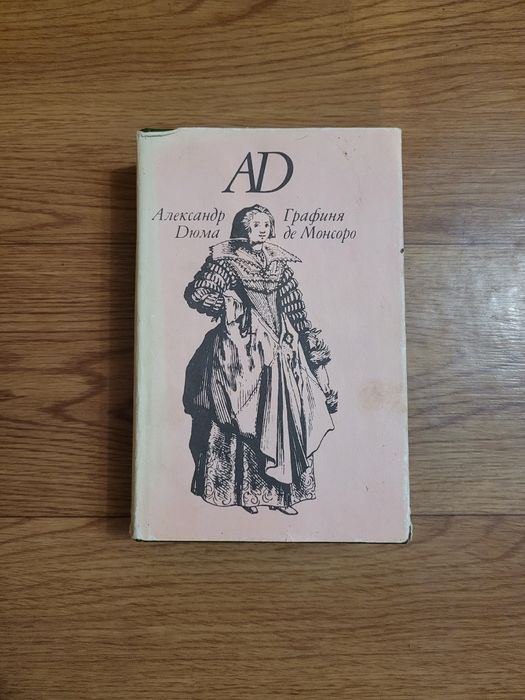 AD
Александр
Дюма
Графиня
де Монсоро